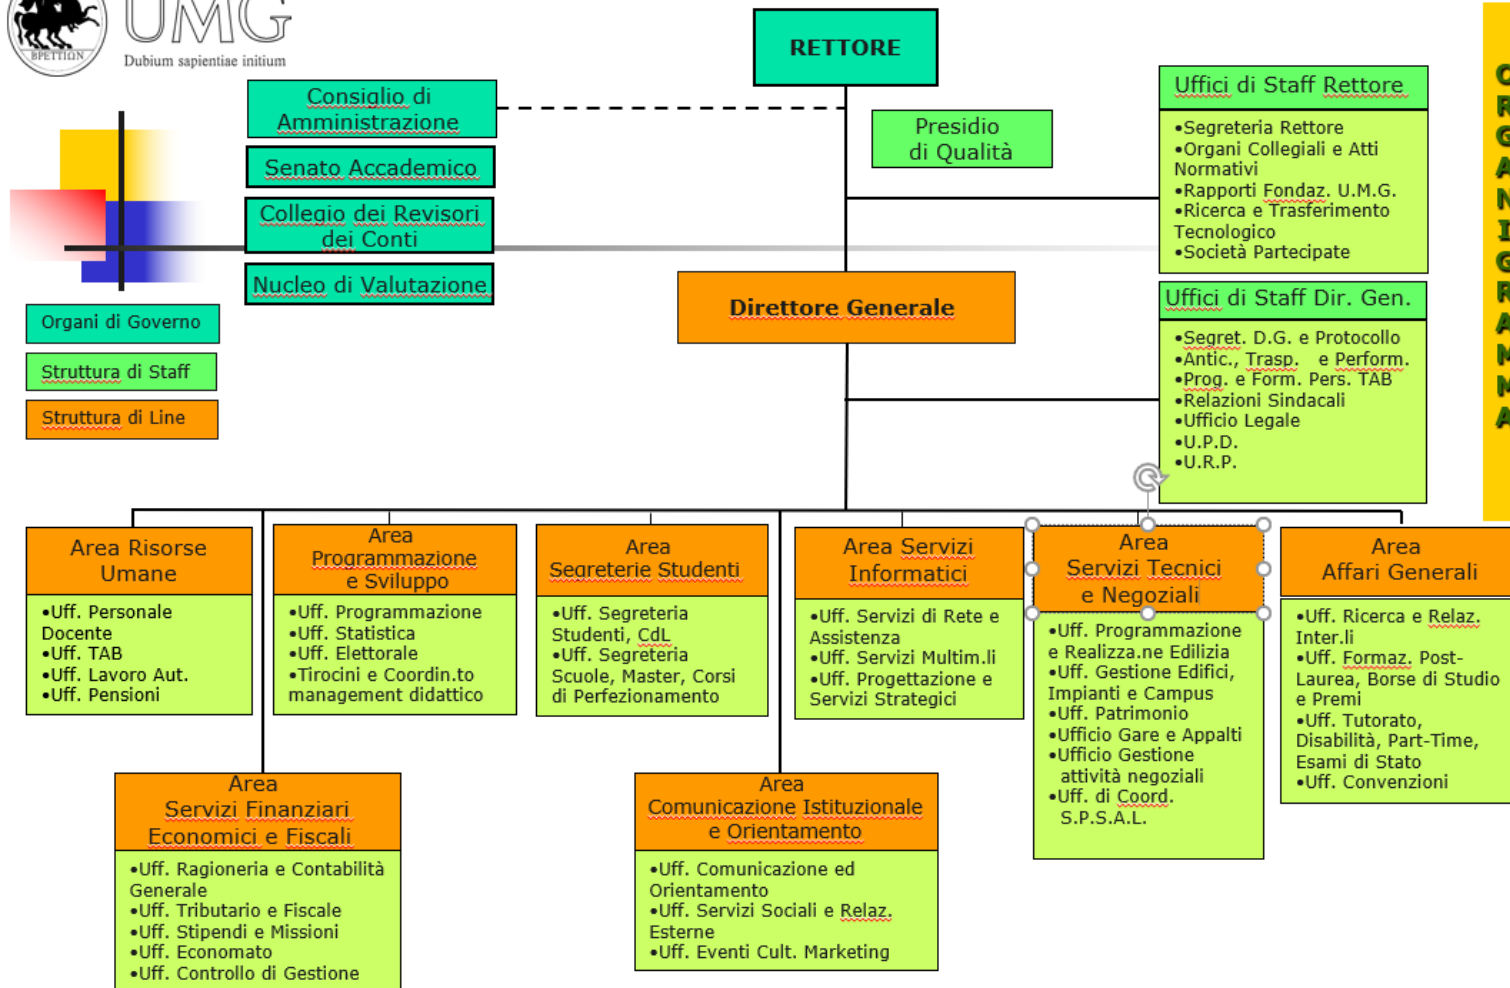 UMG
ΒΡΕΤΤΙΩΝ
Dubium sapientiae initium
RETTORE
Consiglio di
Amministrazione
Senato Accademico
Collegio dei Revisori
dei Conti
Nucleo di Valutazione
Presidio
di Qualità
Uffici di Staff Rettore
•Segreteria Rettore
•Organi Collegiali e Atti
Normativi
•Rapporti Fondaz. U.M.G.
•Ricerca e Trasferimento
Tecnologico
•Società Partecipate
Organi di Governo
Struttura di Staff
Struttura di Line
Direttore Generale
Uffici di Staff Dir. Gen.
•Segret. D.G. e Protocollo
•Antic., Trasp. e Perform.
•Prog. e Form. Pers. TAB
•Relazioni Sindacali
•Ufficio Legale
•U.P.D.
•U.R.P.
O
R
G
A
N
I
G
R
A
M
M
A
Area Risorse
Umane
•Uff. Personale
Docente
•Uff. TAB
•Uff. Lavoro Aut.
•Uff. Pensioni
Area
Programmazione
e Sviluppo
•Uff. Programmazione
•Uff. Statistica
•Uff. Elettorale
•Tirocini e Coordin.to
management didattico
Area
Segreterie Studenti
•Uff. Segreteria
Studenti, CdL
•Uff. Segreteria
Scuole, Master, Corsi
di Perfezionamento
Area Servizi
Informatici
•Uff. Servizi di Rete e
Assistenza
•Uff. Servizi Multim.li
•Uff. Progettazione e
Servizi Strategici
Area
Servizi Tecnici
e Negoziali
•Uff. Programmazione
e Realizza.ne Edilizia
•Uff. Gestione Edifici,
Impianti e Campus
•Uff. Patrimonio
•Ufficio Gare e Appalti
•Ufficio Gestione
attività negoziali
•Uff. di Coord.
S.P.S.A.L.
Area
Affari Generali
•Uff. Ricerca e Relaz.
Inter.li
•Uff. Formaz. Post-
Laurea, Borse di Studio
e Premi
•Uff. Tutorato,
Disabilità, Part-Time,
Esami di Stato
•Uff. Convenzioni
Area
Servizi Finanziari
Economici e Fiscali
•Uff. Ragioneria e Contabilità
Generale
•Uff. Tributario e Fiscale
•Uff. Stipendi e Missioni
•Uff. Economato
•Uff. Controllo di Gestione
Area
Comunicazione Istituzionale
e Orientamento
•Uff. Comunicazione ed
Orientamento
•Uff. Servizi Sociali e Relaz.
Esterne
•Uff. Eventi Cult. Marketing